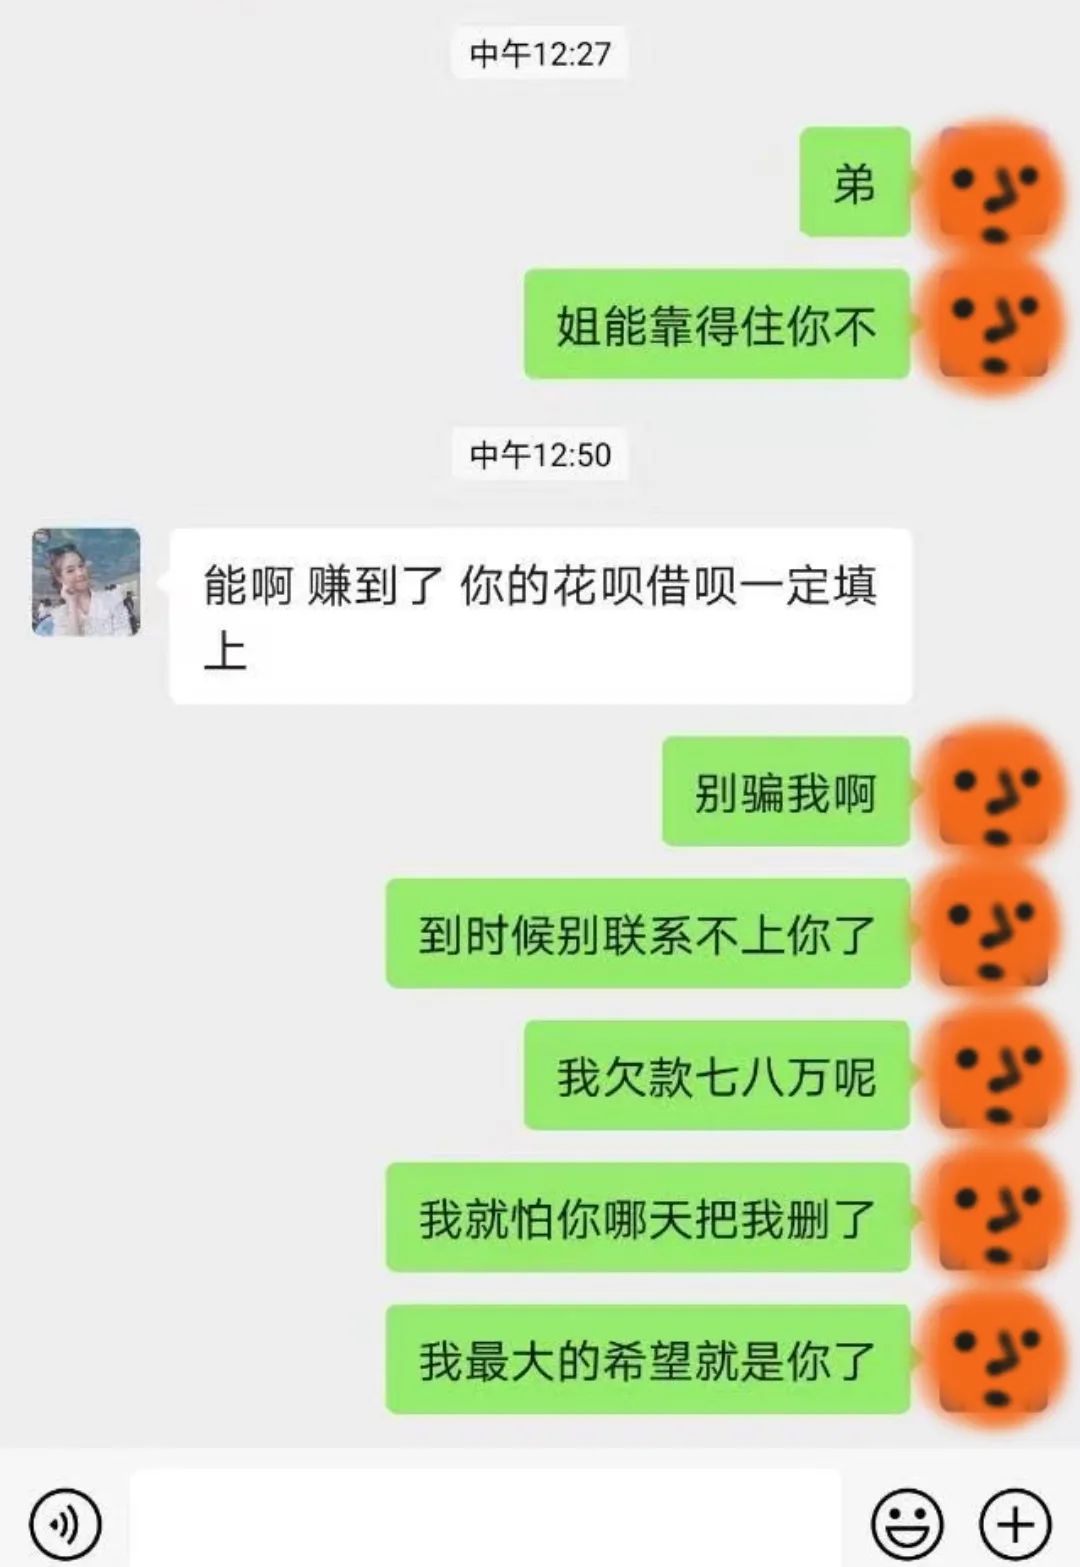 中午12:27
弟
姐能靠得住你不
中午12:50
能啊 赚到了 你的花呗借呗一定填
上
别骗我啊
到时候别联系不上你了
我欠款七八万呢
我就怕你哪天把我删了
我最大的希望就是你了